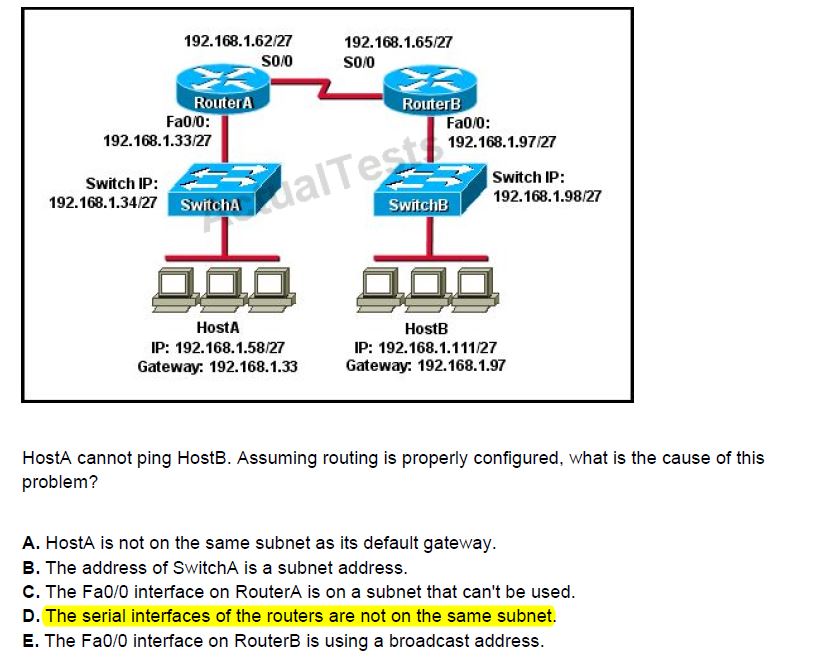 192.168.1.62/27 192.168.1.65/27
S0/0 S0/0
RouterA RouterB
Fa0/0: Fa0/0:
192.168.1.33/27 192.168.1.97/27
ActualTests
Switch IP: Switch IP:
192.168.1.34/27 192.168.1.98/27
SwitchA SwitchB
HostA HostB
IP: 192.168.1.58/27 IP: 192.168.1.111/27
Gateway: 192.168.1.33 Gateway: 192.168.1.97
HostA cannot ping HostB. Assuming routing is properly configured, what is the cause of this
problem?
A. HostA is not on the same subnet as its default gateway.
B. The address of SwitchA is a subnet address.
C. The Fa0/0 interface on RouterA is on a subnet that can't be used.
D. The serial interfaces of the routers are not on the same subnet.
E. The Fa0/0 interface on RouterB is using a broadcast address.